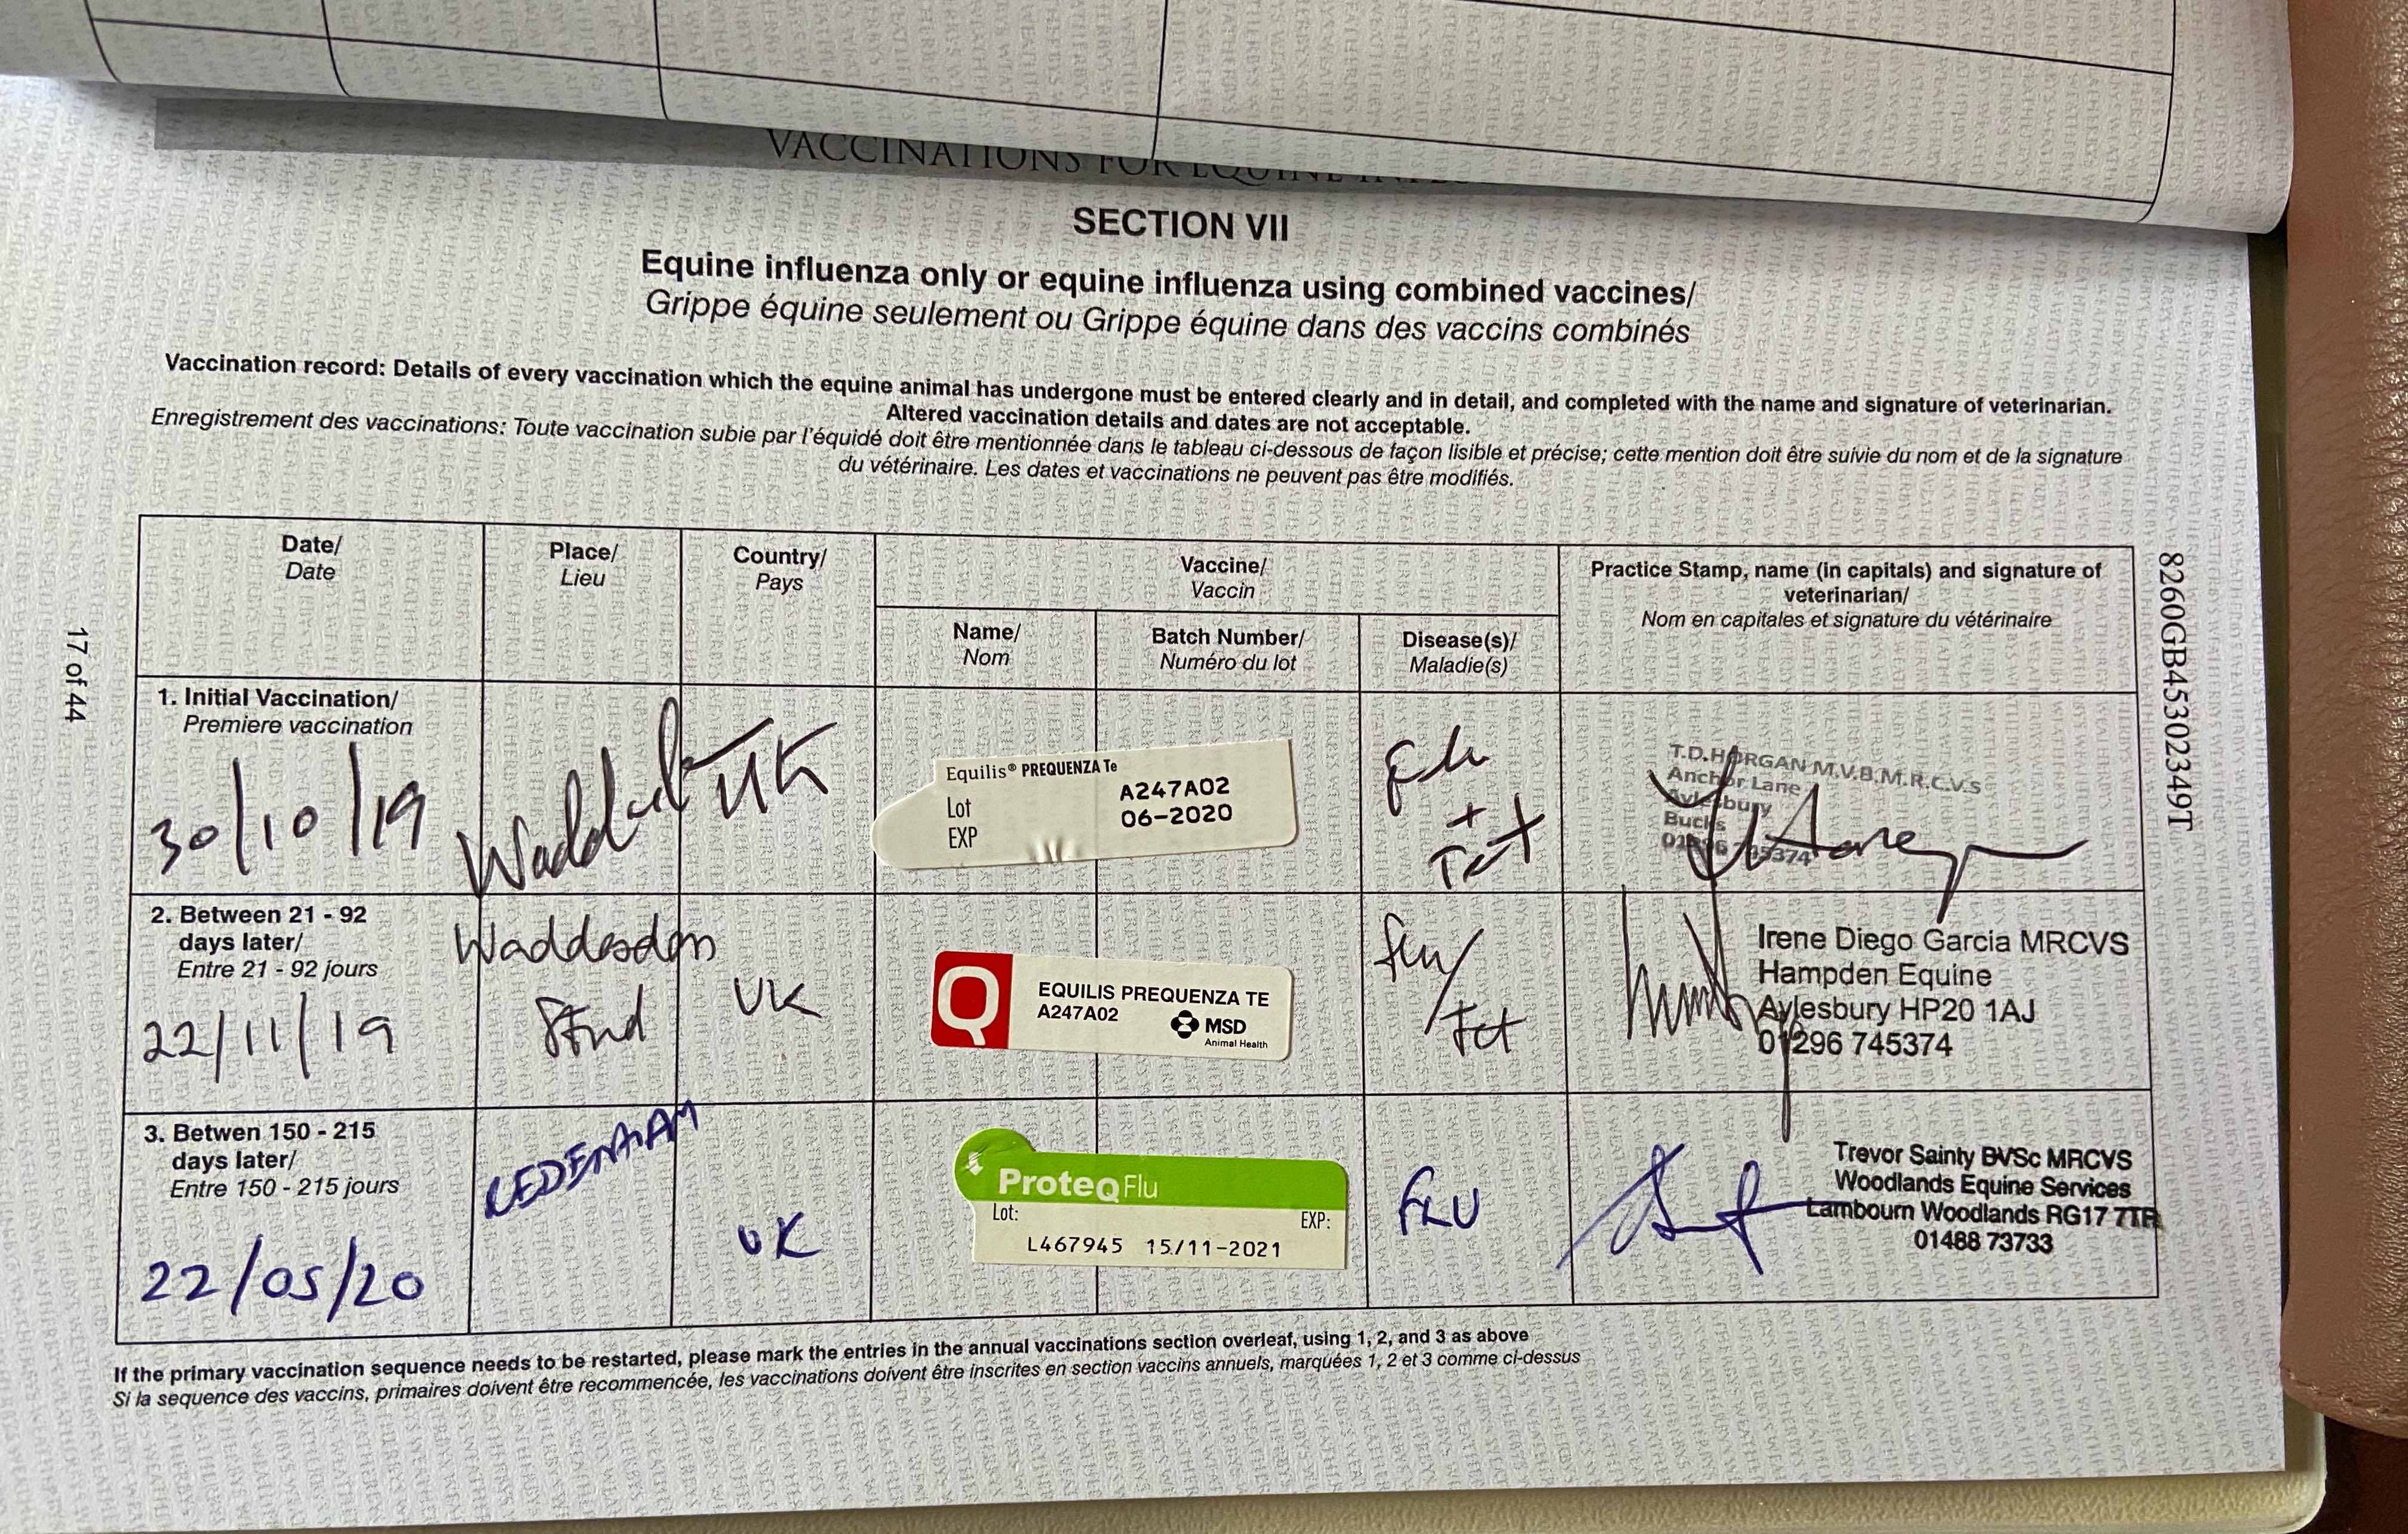 VACCINATIONS FOR EQUINE
SECTION VII
Equine influenza only or equine influenza using combined vaccines/
Grippe équine seulement ou Grippe équine dans des vaccins combinés
Vaccination record: Details of every vaccination which the equine animal has undergone must be entered clearly and in detail, and completed with the name and signature of veterinarian.
Altered vaccination details and dates are not acceptable.
Enregistrement des vaccinations: Toute vaccination subie par l'équidé doit être mentionnée dans le tableau ci-dessous de façon lisible et précise; cette mention doit être suivie du nom et de la signature
du vétérinaire. Les dates et vaccinations ne peuvent pas être modifiés.
Date/
Date
Place/
Lieu
Country/
Pays
Vaccine/
Vaccin
Name/
Nom
Batch Number/
Numéro du lot
Disease(s)/
Maladie(s)
Practice Stamp, name (in capitals) and signature of
veterinarian/
Nom en capitales et signature du vétérinaire
1. Initial Vaccination/
Premiere vaccination
30/10/19
UK
Equilis® PREQUENZA Te
Lot A247A02
EXP 06-2020
+
Tet
T.D.HORGAN M.V.B.M.R.C.V.S
Anchor Lane
Aylesbury
Bucks
01296 745374
2. Between 21 - 92
days later/
Entre 21 - 92 jours
22/11/19
Waddesdon
Stud
UK
Q
EQUILIS PREQUENZA TE
A247A02
MSD
Animal Health
flu/
Tet
Irene Diego Garcia MRCVS
Hampden Equine
Aylesbury HP20 1AJ
01296 745374
3. Betwen 150 - 215
days later/
Entre 150 - 215 jours
22/05/20
UK
ProteqFlu
Lot: EXP:
L467945 15/11-2021
FLU
Trevor Sainty BVSc MRCVS
Woodlands Equine Services
Lambourn Woodlands RG17 7TR
01488 73733
If the primary vaccination sequence needs to be restarted, please mark the entries in the annual vaccinations section overleaf, using 1, 2, and 3 as above
Si la sequence des vaccins, primaires doivent être recommencée, les vaccinations doivent être inscrites en section vaccins annuels, marquées 1, 2 et 3 comme ci-dessus
17 of 44
8260GB45302349T